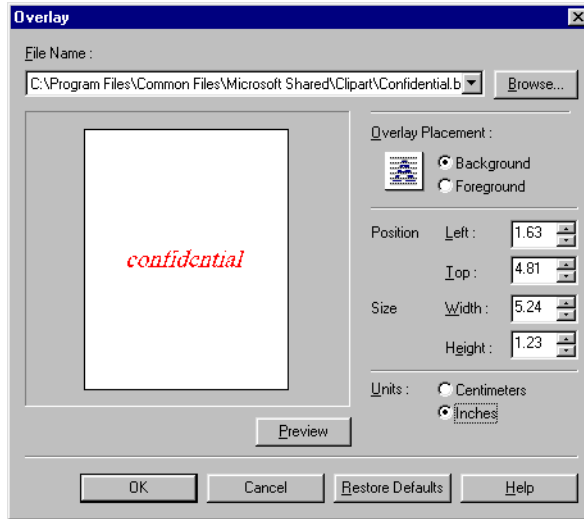 Overlay
File Name :
C:\Program Files\Common Files\Microsoft Shared\Clipart\Confidential.b
Browse...
confidential
Preview
Overlay Placement :
Background
Foreground
Position Left : 1.63
Top : 4.81
Size Width : 5.24
Height : 1.23
Units : Centimeters
Inches
OK Cancel Restore Defaults Help